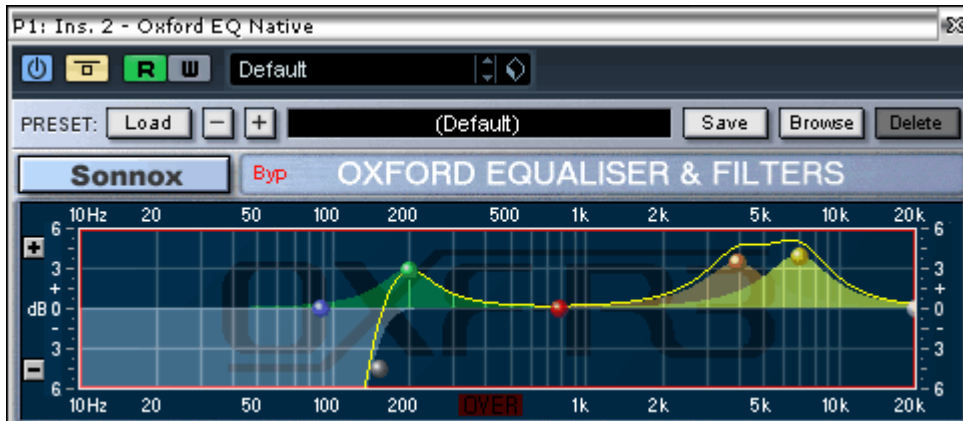 P1: Ins. 2 - Oxford EQ Native
R W Default
PRESET: Load - + (Default) Save Browse Delete
Sonnox Byp OXFORD EQUALISER & FILTERS
10Hz 20 50 100 200 500 1k 2k 5k 10k 20k
6 6
+
3 3
+ +
dB 0 0
- -
3 OXFR3 3
-
6 6
10Hz 20 50 100 200 OVER 1k 2k 5k 10k 20k